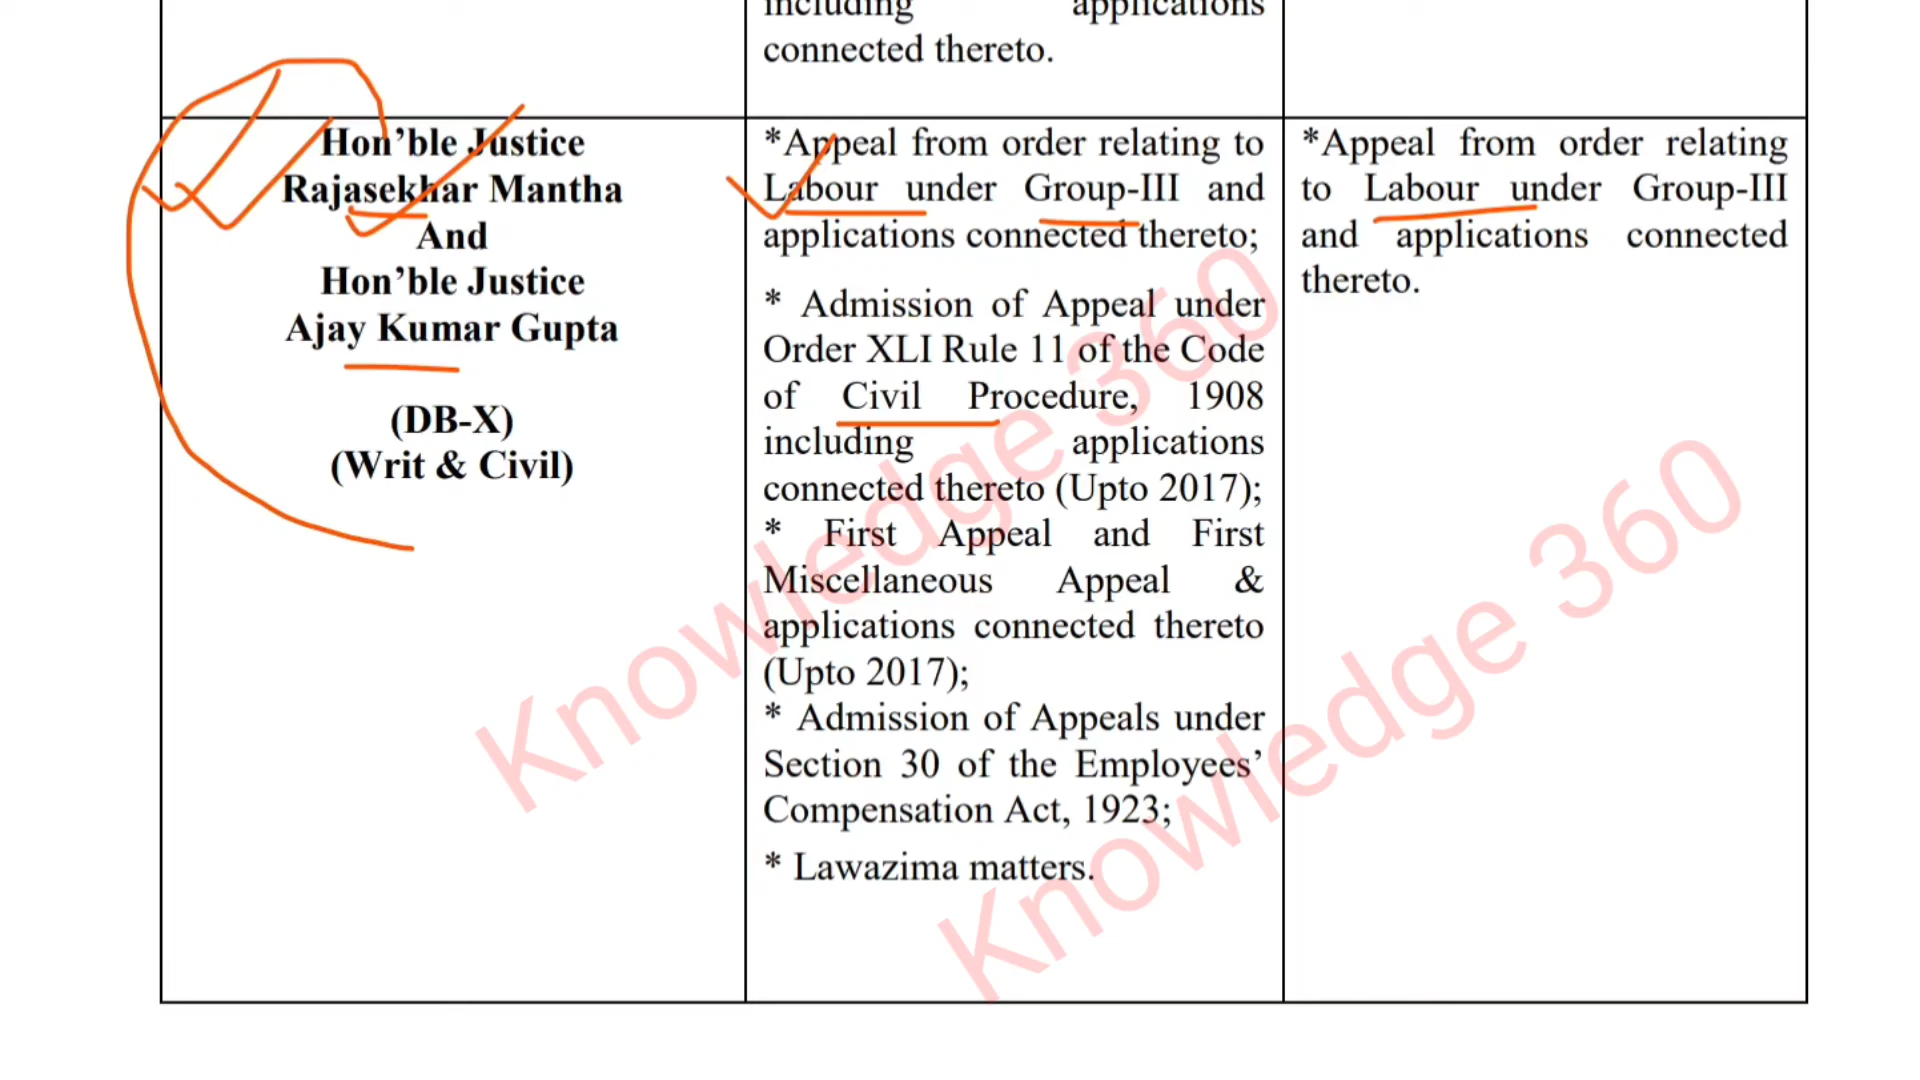 including applications
connected thereto.
Hon’ble Justice
Rajasekhar Mantha
And
Hon’ble Justice
Ajay Kumar Gupta
(DB-X)
(Writ & Civil)
*Appeal from order relating to
Labour under Group-III and
applications connected thereto;
* Admission of Appeal under
Order XLI Rule 11 of the Code
of Civil Procedure, 1908
including applications
connected thereto (Upto 2017);
* First Appeal and First
Miscellaneous Appeal &
applications connected thereto
(Upto 2017);
* Admission of Appeals under
Section 30 of the Employees’
Compensation Act, 1923;
* Lawazima matters.
*Appeal from order relating
to Labour under Group-III
and applications connected
thereto.
Knowledge 360
Knowledge 360